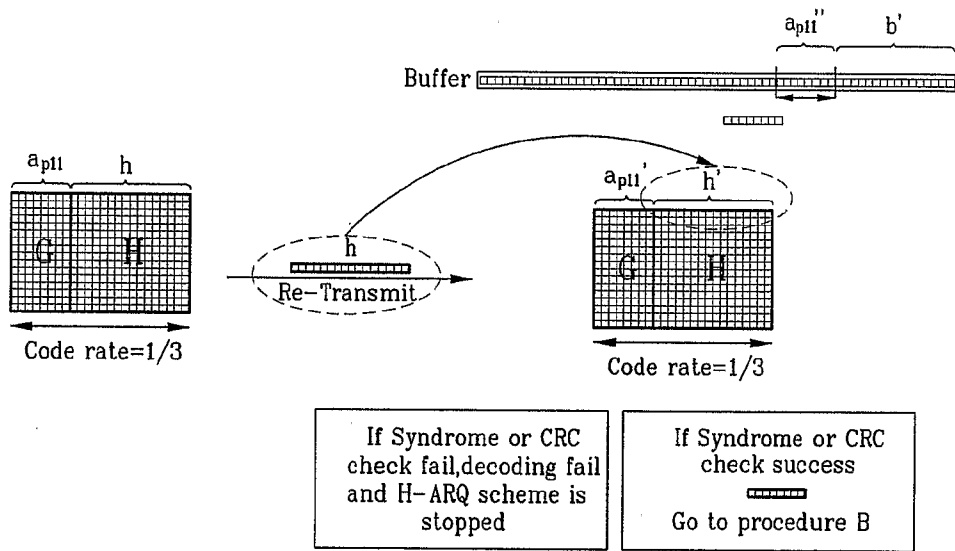 a_p11'' b'
Buffer
a_p11 h
a_p11' h'
G H
h
Re-Transmit
G H
Code rate=1/3
Code rate=1/3
If Syndrome or CRC
check fail,decoding fail
and H-ARQ scheme is
stopped
If Syndrome or CRC
check success
Go to procedure B